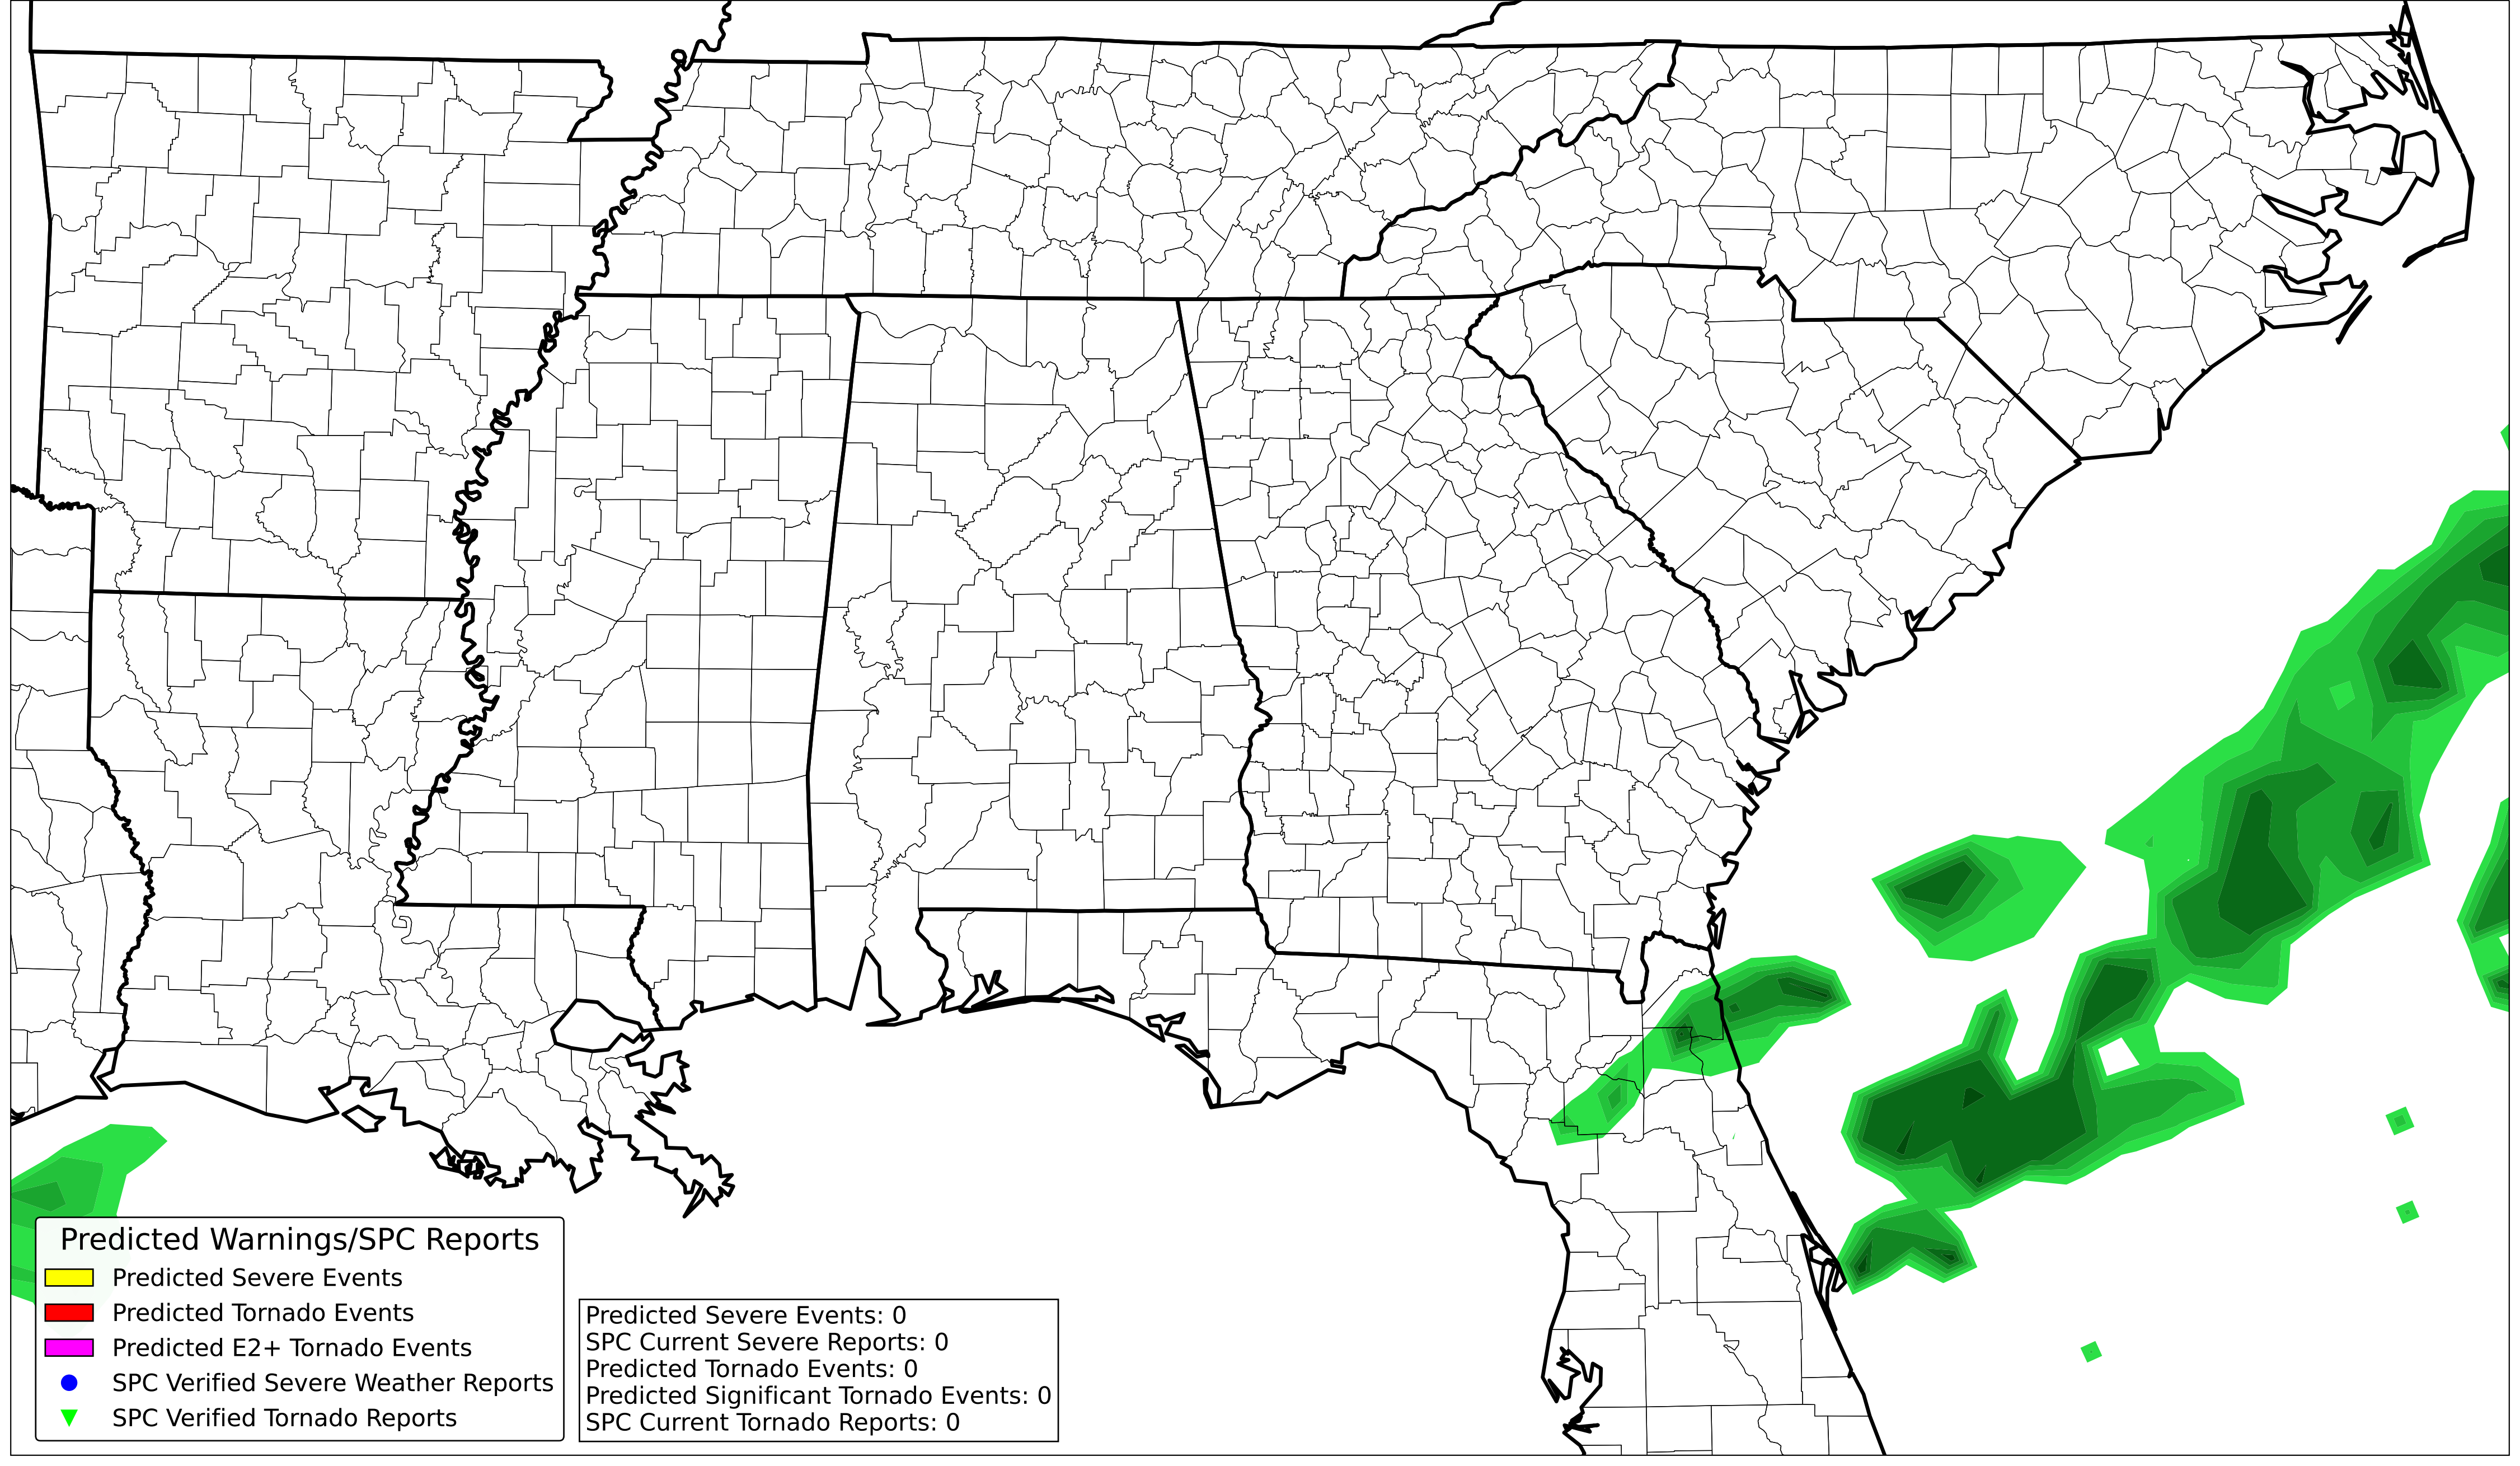 Predicted Warnings/SPC Reports
Predicted Severe Events
Predicted Tornado Events
Predicted E2+ Tornado Events
SPC Verified Severe Weather Reports
SPC Verified Tornado Reports
Predicted Severe Events: 0
SPC Current Severe Reports: 0
Predicted Tornado Events: 0
Predicted Significant Tornado Events: 0
SPC Current Tornado Reports: 0